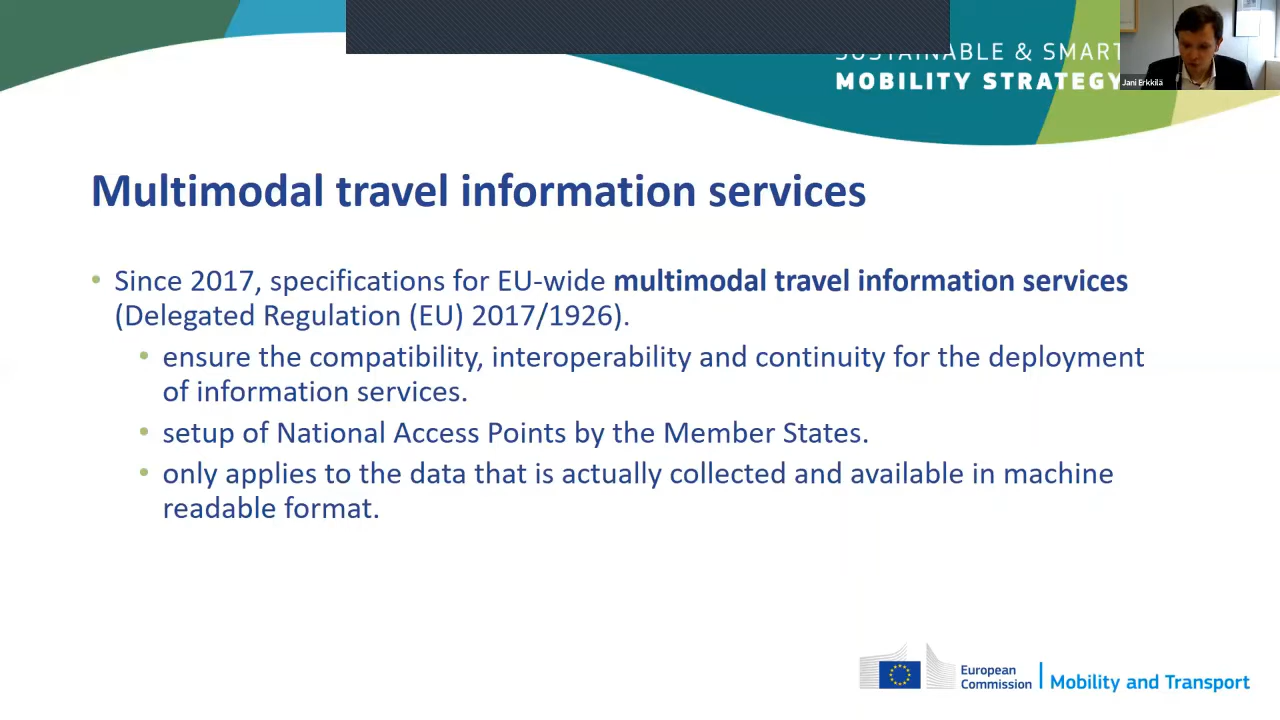 SUSTAINABLE & SMART
MOBILITY STRATEGY
Jani Erkkilä
Multimodal travel information services
• Since 2017, specifications for EU-wide multimodal travel information services
(Delegated Regulation (EU) 2017/1926).
• ensure the compatibility, interoperability and continuity for the deployment
of information services.
• setup of National Access Points by the Member States.
• only applies to the data that is actually collected and available in machine
readable format.
European
Commission
Mobility and Transport